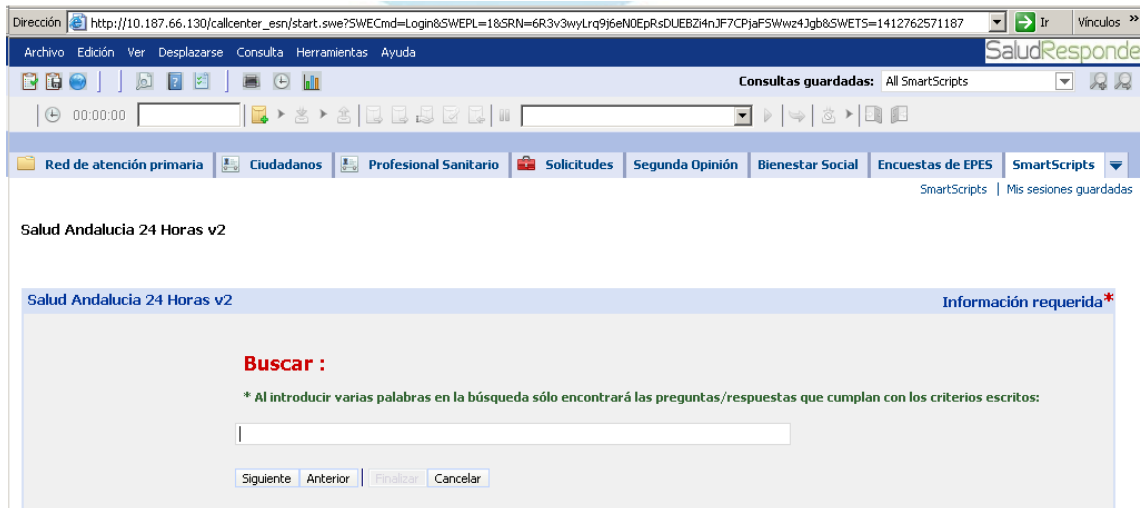 Dirección http://10.187.66.130/callcenter_esn/start.swe?SWECmd=Login&SWEPL=1&SRN=6R3v3wyLrq9j6eN0EpRsDUEBZi4nJF7CPjaFSWwz4Jgb&SWETS=1412762571187 Ir Vínculos »
Archivo Edición Ver Desplazarse Consulta Herramientas Ayuda SaludResponde
Consultas guardadas: All SmartScripts
00:00:00
Red de atención primaria Ciudadanos Profesional Sanitario Solicitudes Segunda Opinión Bienestar Social Encuestas de EPES SmartScripts
SmartScripts | Mis sesiones guardadas
Salud Andalucia 24 Horas v2
Salud Andalucia 24 Horas v2 Información requerida*
Buscar :
* Al introducir varias palabras en la búsqueda sólo encontrará las preguntas/respuestas que cumplan con los criterios escritos:
Siguiente Anterior Finalizar Cancelar